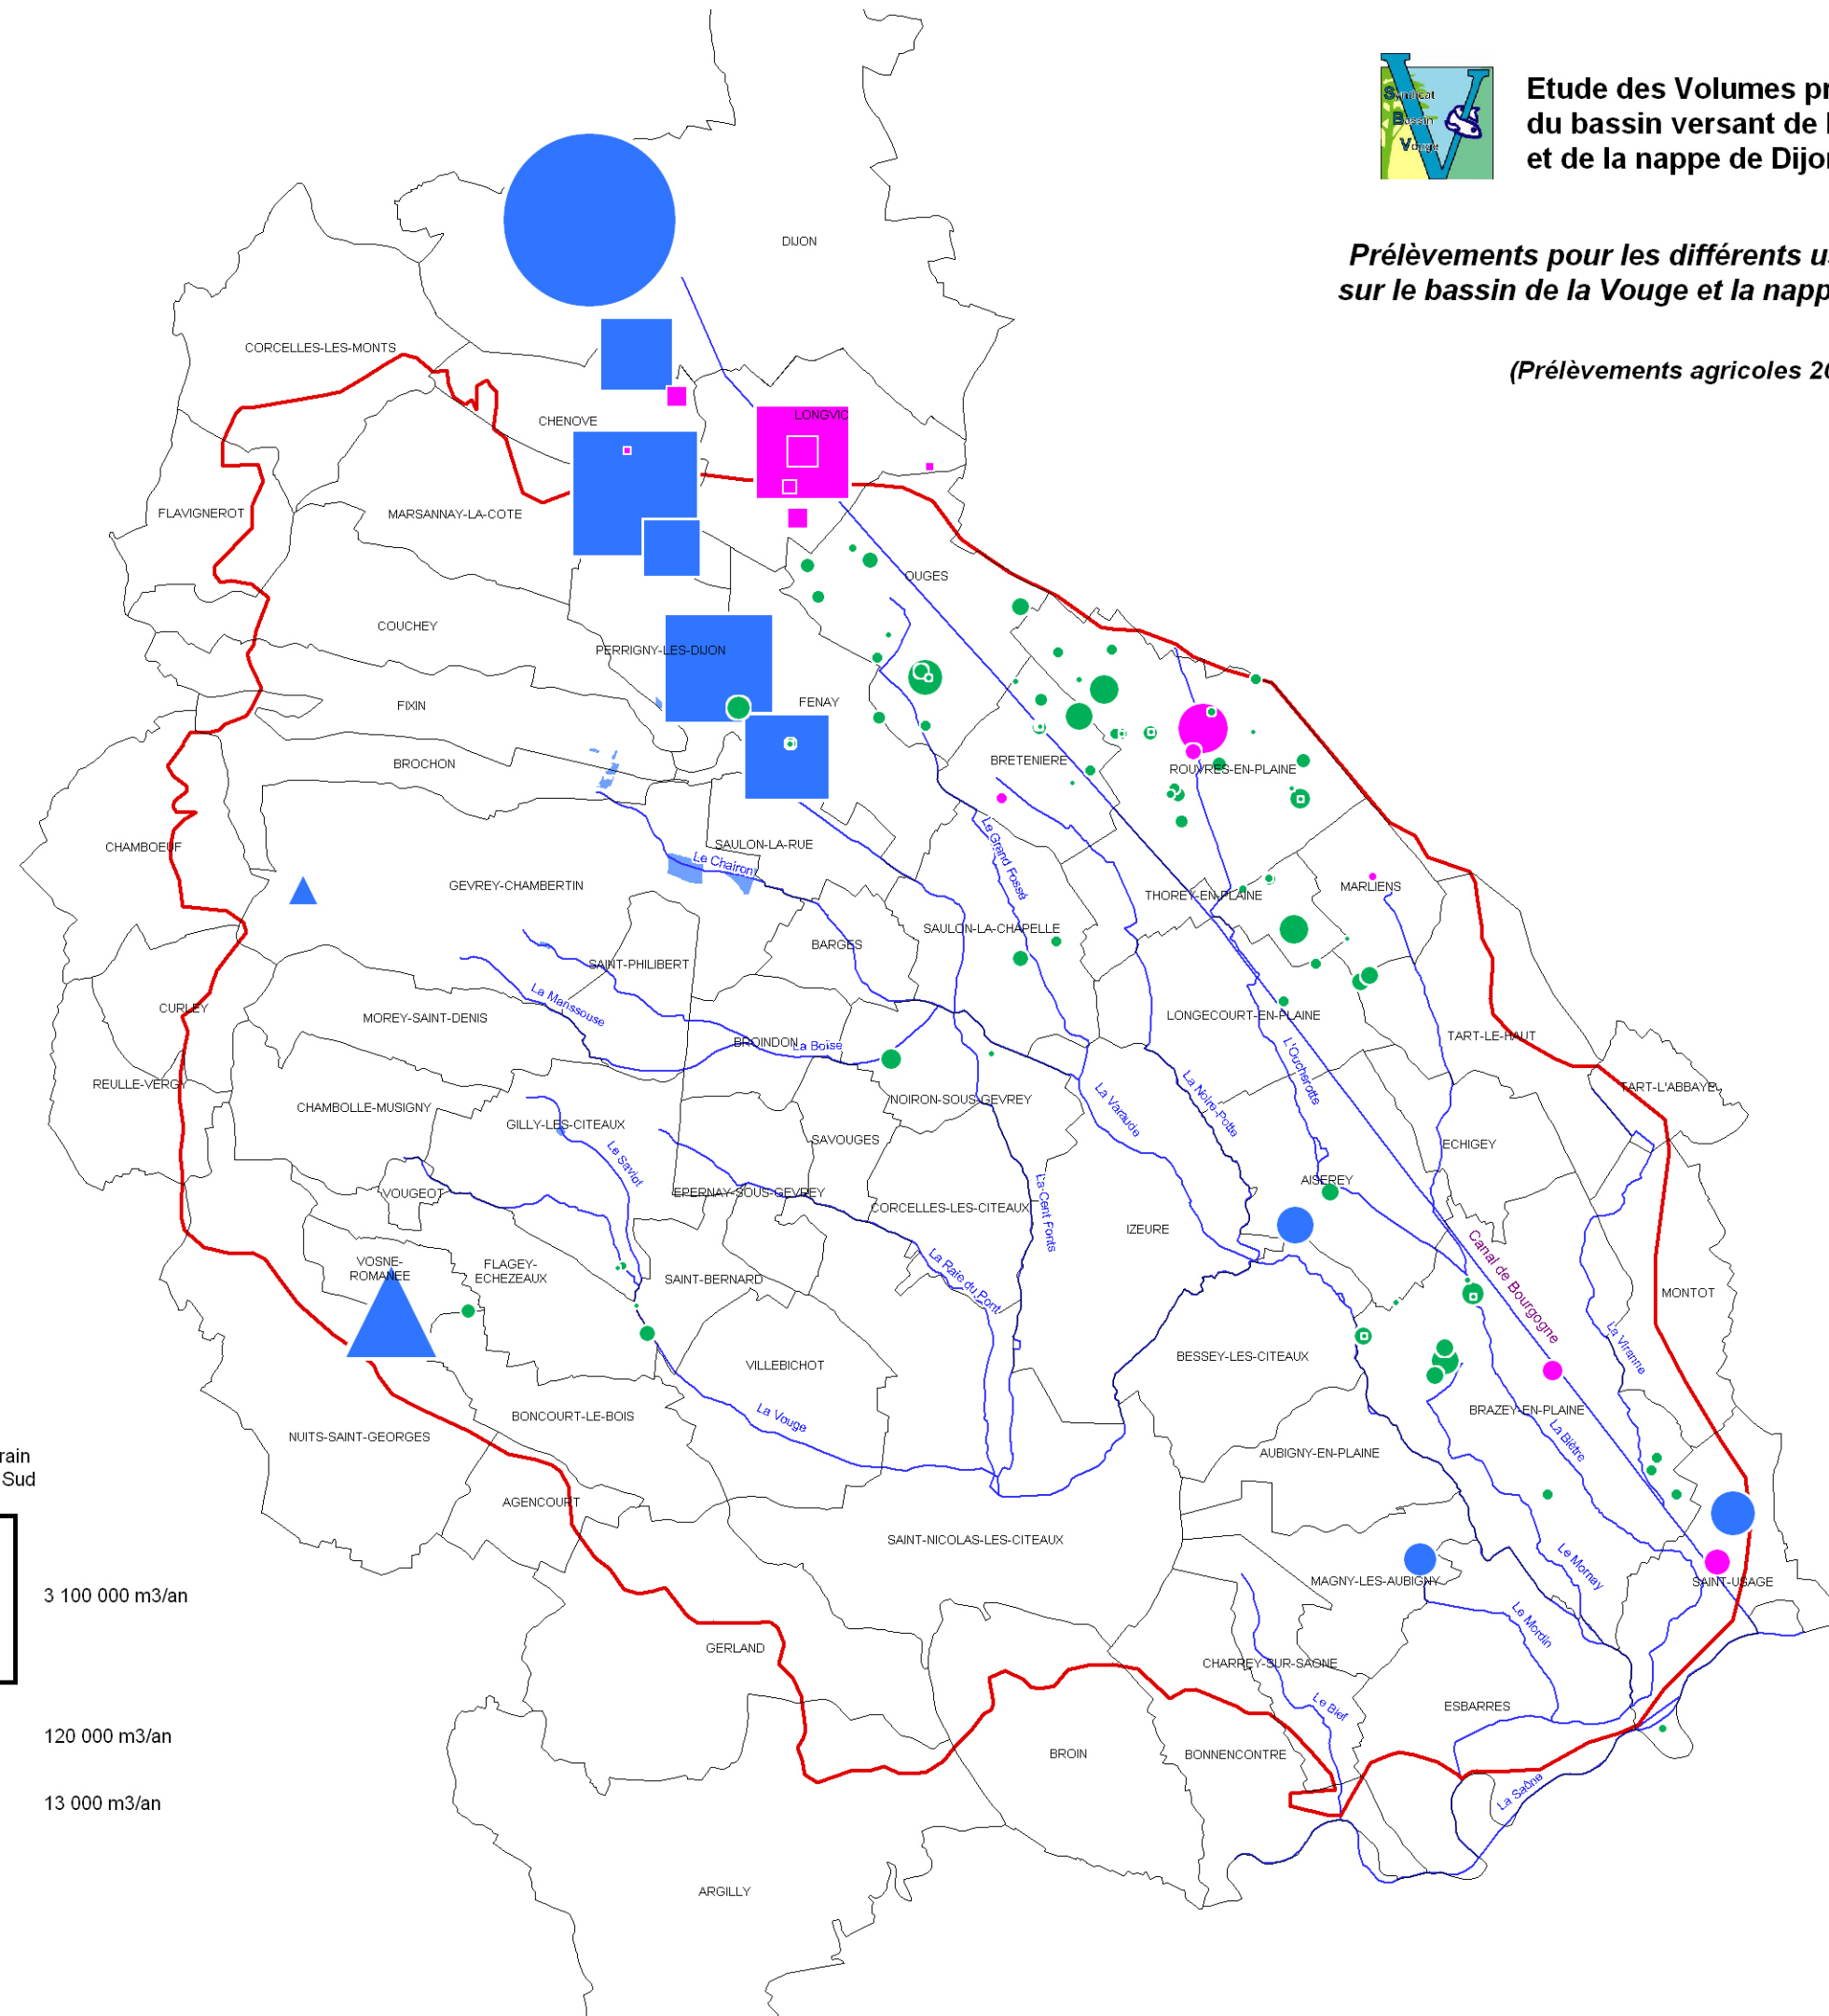 Syndicat
Bassin
Vouge
Etude des Volumes pr
du bassin versant de l
et de la nappe de Dijon
Prélèvements pour les différents us
sur le bassin de la Vouge et la napp
(Prélèvements agricoles 20
DIJON
CORCELLES-LES-MONTS
CHENOVE
LONGVIC
FLAVIGNEROT
MARSANNAY-LA-COTE
OUGES
COUCHEY
PERRIGNY-LES-DIJON
FIXIN
FENAY
BROCHON
BRETENIERE
ROUVRES-EN-PLAINE
CHAMBOEUF
SAULON-LA-RUE
Le Chairon
Le Grand Fossé
GEVREY-CHAMBERTIN
THOREY-EN-PLAINE
MARLIENS
SAULON-LA-CHAPELLE
BARGES
SAINT-PHILIBERT
La Manssouse
CURLEY
MOREY-SAINT-DENIS
LONGECOURT-EN-PLAINE
BROINDON
La Boïse
TART-LE-HAUT
REULLE-VERGY
TART-L'ABBAYE
CHAMBOLLE-MUSIGNY
NOIRON-SOUS-GEVREY
La Varaude
La Noire-Potte
L'Oucherotte
GILLY-LES-CITEAUX
SAVOUGES
ECHIGEY
Le Saviot
VOUGEOT
EPERNAY-SOUS-GEVREY
CORCELLES-LES-CITEAUX
La Cent Fonts
AISEREY
IZEURE
VOSNE-
ROMANEE
FLAGEY-
ECHEZEAUX
SAINT-BERNARD
La Raie du Pont
Canal de Bourgogne
MONTOT
La Viranne
VILLEBICHOT
BESSEY-LES-CITEAUX
BONCOURT-LE-BOIS
La Vouge
BRAZEY-EN-PLAINE
NUITS-SAINT-GEORGES
La Biètre
AUBIGNY-EN-PLAINE
rain
Sud
AGENCOURT
SAINT-NICOLAS-LES-CITEAUX
Le Mornay
MAGNY-LES-AUBIGNY
SAINT-USAGE
3 100 000 m3/an
Le Mordin
GERLAND
CHARREY-SUR-SAONE
Le Bief
ESBARRES
120 000 m3/an
BROIN
BONNENCONTRE
La Saône
13 000 m3/an
ARGILLY